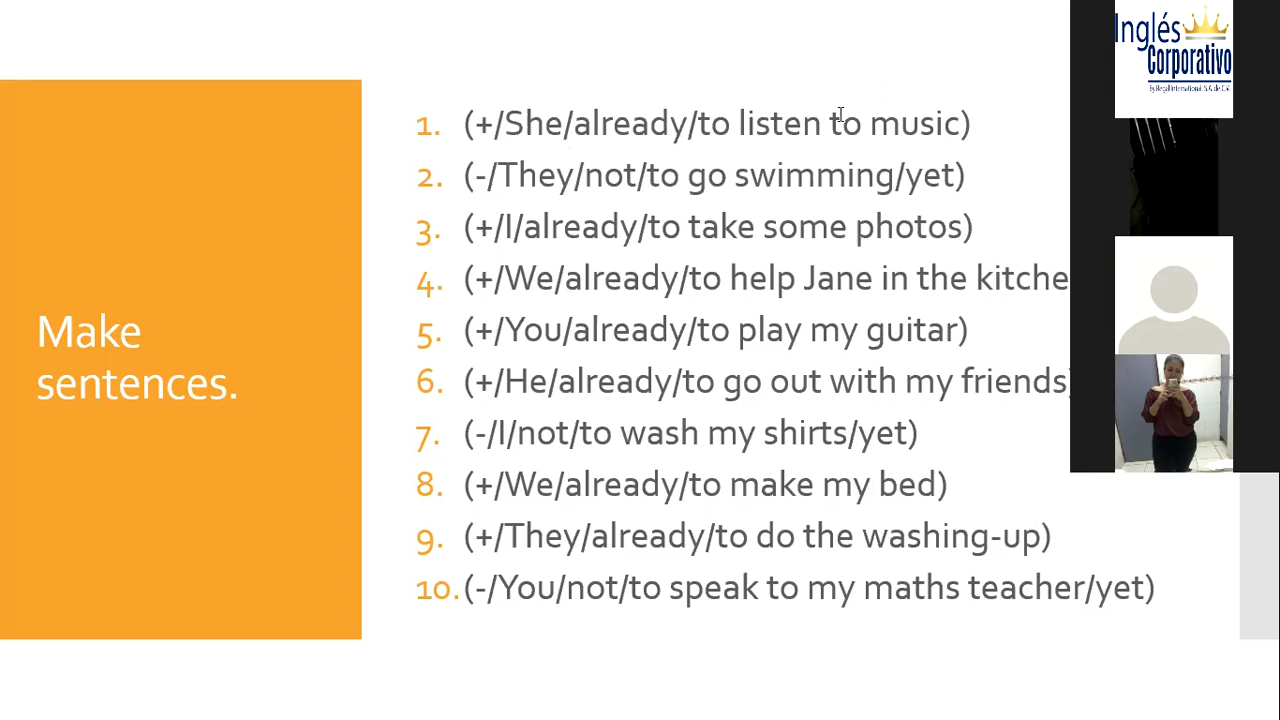 Inglés
Corporativo
By Regal International, S.A. de C.V.
1. (+/She/already/to listen to music)
2. (-/They/not/to go swimming/yet)
3. (+/I/already/to take some photos)
4. (+/We/already/to help Jane in the kitche
5. (+/You/already/to play my guitar)
6. (+/He/already/to go out with my friends)
7. (-/I/not/to wash my shirts/yet)
8. (+/We/already/to make my bed)
9. (+/They/already/to do the washing-up)
10. (-/You/not/to speak to my maths teacher/yet)
Make
sentences.